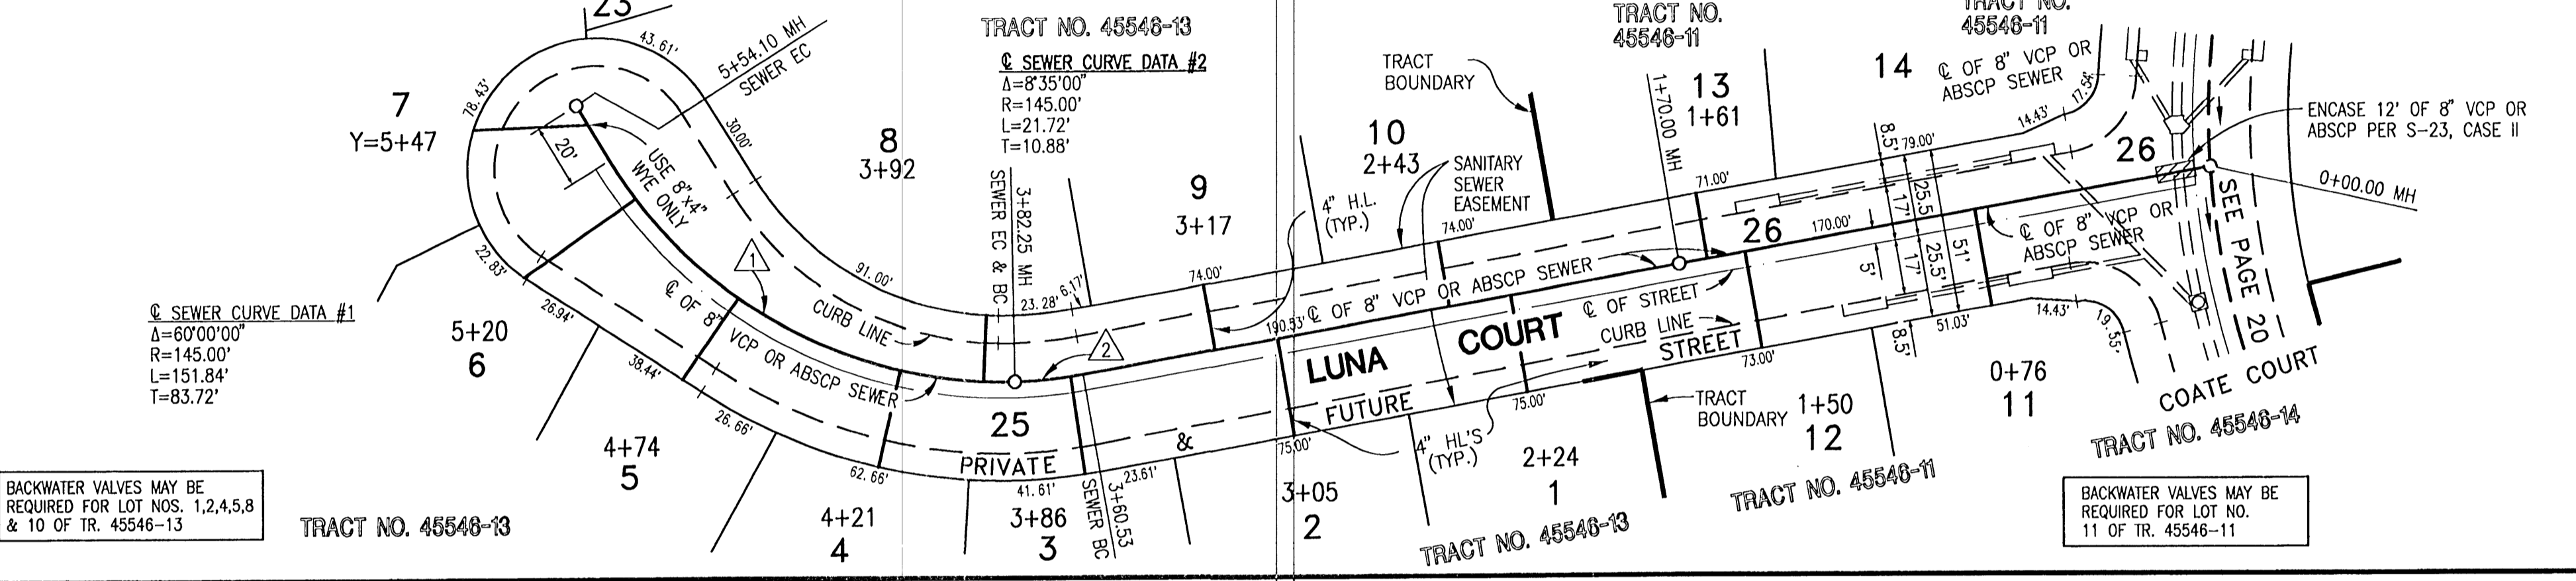 23
43.61'
5+54.10 MH
SEWER EC
78.43'
7
Y=5+47
20'
30.00'
USE 8"x4"
WYE ONLY
8
3+92
TRACT NO. 45546-13
℄ SEWER CURVE DATA #2
Δ=8°35'00"
R=145.00'
L=21.72'
T=10.88'
SEWER EC & BC
3+82.25 MH
9
3+17
TRACT
BOUNDARY
10
2+43
SANITARY
SEWER
EASEMENT
4" H.L.
(TYP.)
TRACT NO.
45546-11
1+70.00 MH
13
1+61
14
TRACT NO.
45546-11
℄ OF 8" VCP OR
ABSCP SEWER
14.43'
8.5'
79.00'
26
ENCASE 12' OF 8" VCP OR
ABSCP PER S-23, CASE II
0+00.00 MH
SEE PAGE 20
22.83'
26.94'
38.44'
26.66'
62.66'
41.61'
23.61'
1
91.00'
CURB LINE
℄ OF 8"
VCP OR ABSCP SEWER
23.28'
6.17'
2
74.00'
190.53'
℄ OF 8" VCP OR ABSCP SEWER
74.00'
71.00'
26
170.00'
17'
25.5'
5'
17'
25.5'
51'
℄ OF 8" VCP OR
ABSCP SEWER
LUNA COURT
℄ OF STREET
CURB LINE
PRIVATE & FUTURE STREET
25
75.00'
75.00'
73.00'
8.5'
51.03'
14.43'
19.55'
COATE COURT
TRACT NO. 45546-14
℄ SEWER CURVE DATA #1
Δ=60°00'00"
R=145.00'
L=151.84'
T=83.72'
5+20
6
4+74
5
4+21
4
3+86
3
SEWER BC
3+60.53
3+05
2
4" HL'S
(TYP.)
2+24
1
TRACT
BOUNDARY
1+50
12
0+76
11
TRACT NO. 45546-13
TRACT NO. 45546-13
TRACT NO. 45546-11
BACKWATER VALVES MAY BE
REQUIRED FOR LOT NOS. 1,2,4,5,8
& 10 OF TR. 45546-13
BACKWATER VALVES MAY BE
REQUIRED FOR LOT NO.
11 OF TR. 45546-11